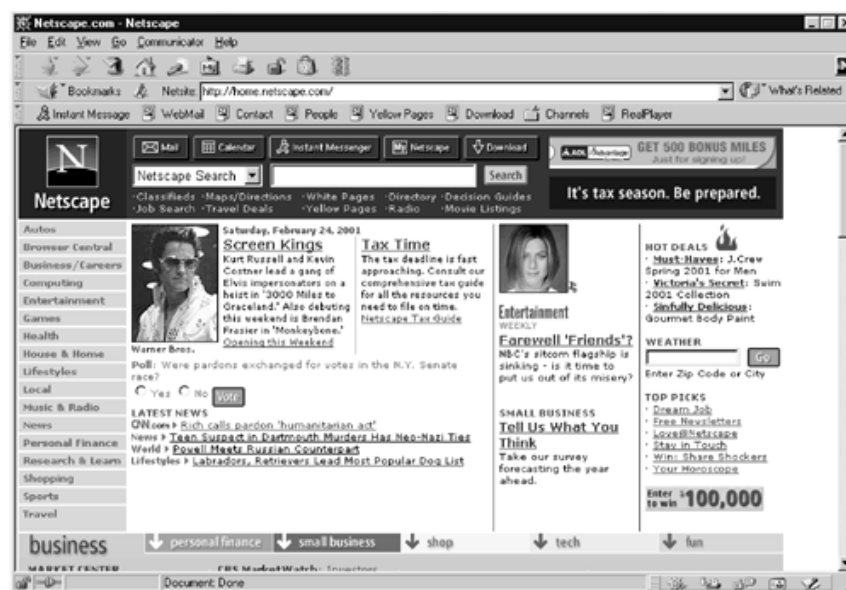 Netscape.com - Netscape
File Edit View Go Communicator Help
Bookmarks Netsite: http://home.netscape.com/ What's Related
Instant Message WebMail Contact People Yellow Pages Download Channels RealPlayer
N
Netscape
Mail Calendar Instant Messenger My Netscape Download
Netscape Search Search
·Classifieds ·Maps/Directions ·White Pages ·Directory ·Decision Guides
·Job Search ·Travel Deals ·Yellow Pages ·Radio ·Movie Listings
AOL Advantage GET 500 BONUS MILES
Just for signing up!
It's tax season. Be prepared.
Autos
Browser Central
Business/Careers
Computing
Entertainment
Games
Health
House & Home
Lifestyles
Local
Music & Radio
News
Personal Finance
Research & Learn
Shopping
Sports
Travel
Warner Bros.
Saturday, February 24, 2001
Screen Kings
Kurt Russell and Kevin
Costner lead a gang of
Elvis impersonators on a
heist in '3000 Miles to
Graceland.' Also debuting
this weekend is Brendan
Frasier in 'Monkeybone.'
Opening this Weekend
Tax Time
The tax deadline is fast
approaching. Consult our
comprehensive tax guide
for all the resources you
need to file on time.
Netscape Tax Guide
Poll: Were pardons exchanged for votes in the N.Y. Senate
race?
Yes No Vote
LATEST NEWS
CNN.com Rich calls pardon 'humanitarian act'
News Teen Suspect in Dartmouth Murders Has Neo-Nazi Ties
World Powell Meets Russian Counterpart
Lifestyles Labradors, Retrievers Lead Most Popular Dog List
Entertainment
WEEKLY
Farewell 'Friends'?
NBC's sitcom flagship is
sinking - is it time to
put us out of its misery?
SMALL BUSINESS
Tell Us What You
Think
Take our survey
forecasting the year
ahead.
HOT DEALS
· Must-Haves: J.Crew
Spring 2001 for Men
· Victoria's Secret: Swim
2001 Collection
· Sinfully Delicious:
Gourmet Body Paint
WEATHER
Go
Enter Zip Code or City
TOP PICKS
· Dream Job
· Free Newsletters
· Love@Netscape
· Stay in Touch
· Win: Share Shockers
· Your Horoscope
Enter to win $100,000
business personal finance small business shop tech fun
MARKET CENTER CBS MarketWatch: Investors
Document: Done